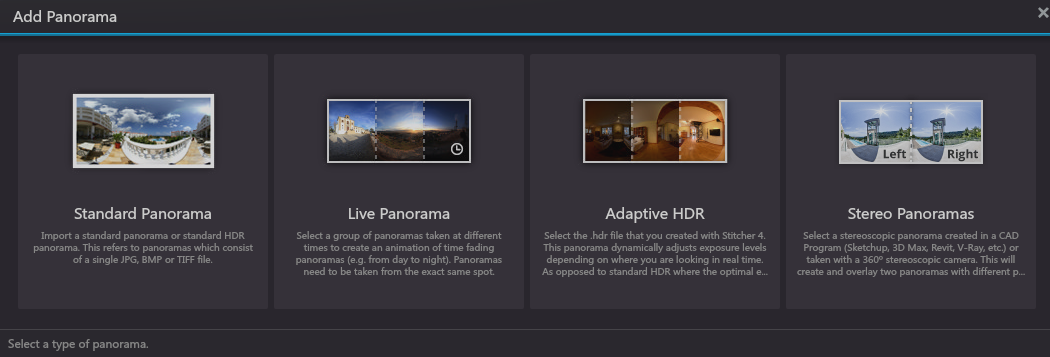 Add Panorama
Left
Right
Standard Panorama
Import a standard panorama or standard HDR
panorama. This refers to panoramas which consist
of a single JPG, BMP or TIFF file.
Live Panorama
Select a group of panoramas taken at different
times to create an animation of time fading
panoramas (e.g. from day to night). Panoramas
need to be taken from the exact same spot.
Adaptive HDR
Select the .hdr file that you created with Stitcher 4.
This panorama dynamically adjusts exposure levels
depending on where you are looking in real time.
As opposed to standard HDR where the optimal e...
Stereo Panoramas
Select a stereoscopic panorama created in a CAD
Program (Sketchup, 3D Max, Revit, V-Ray, etc.) or
taken with a 360º stereoscopic camera. This will
create and overlay two panoramas with different p...
Select a type of panorama.